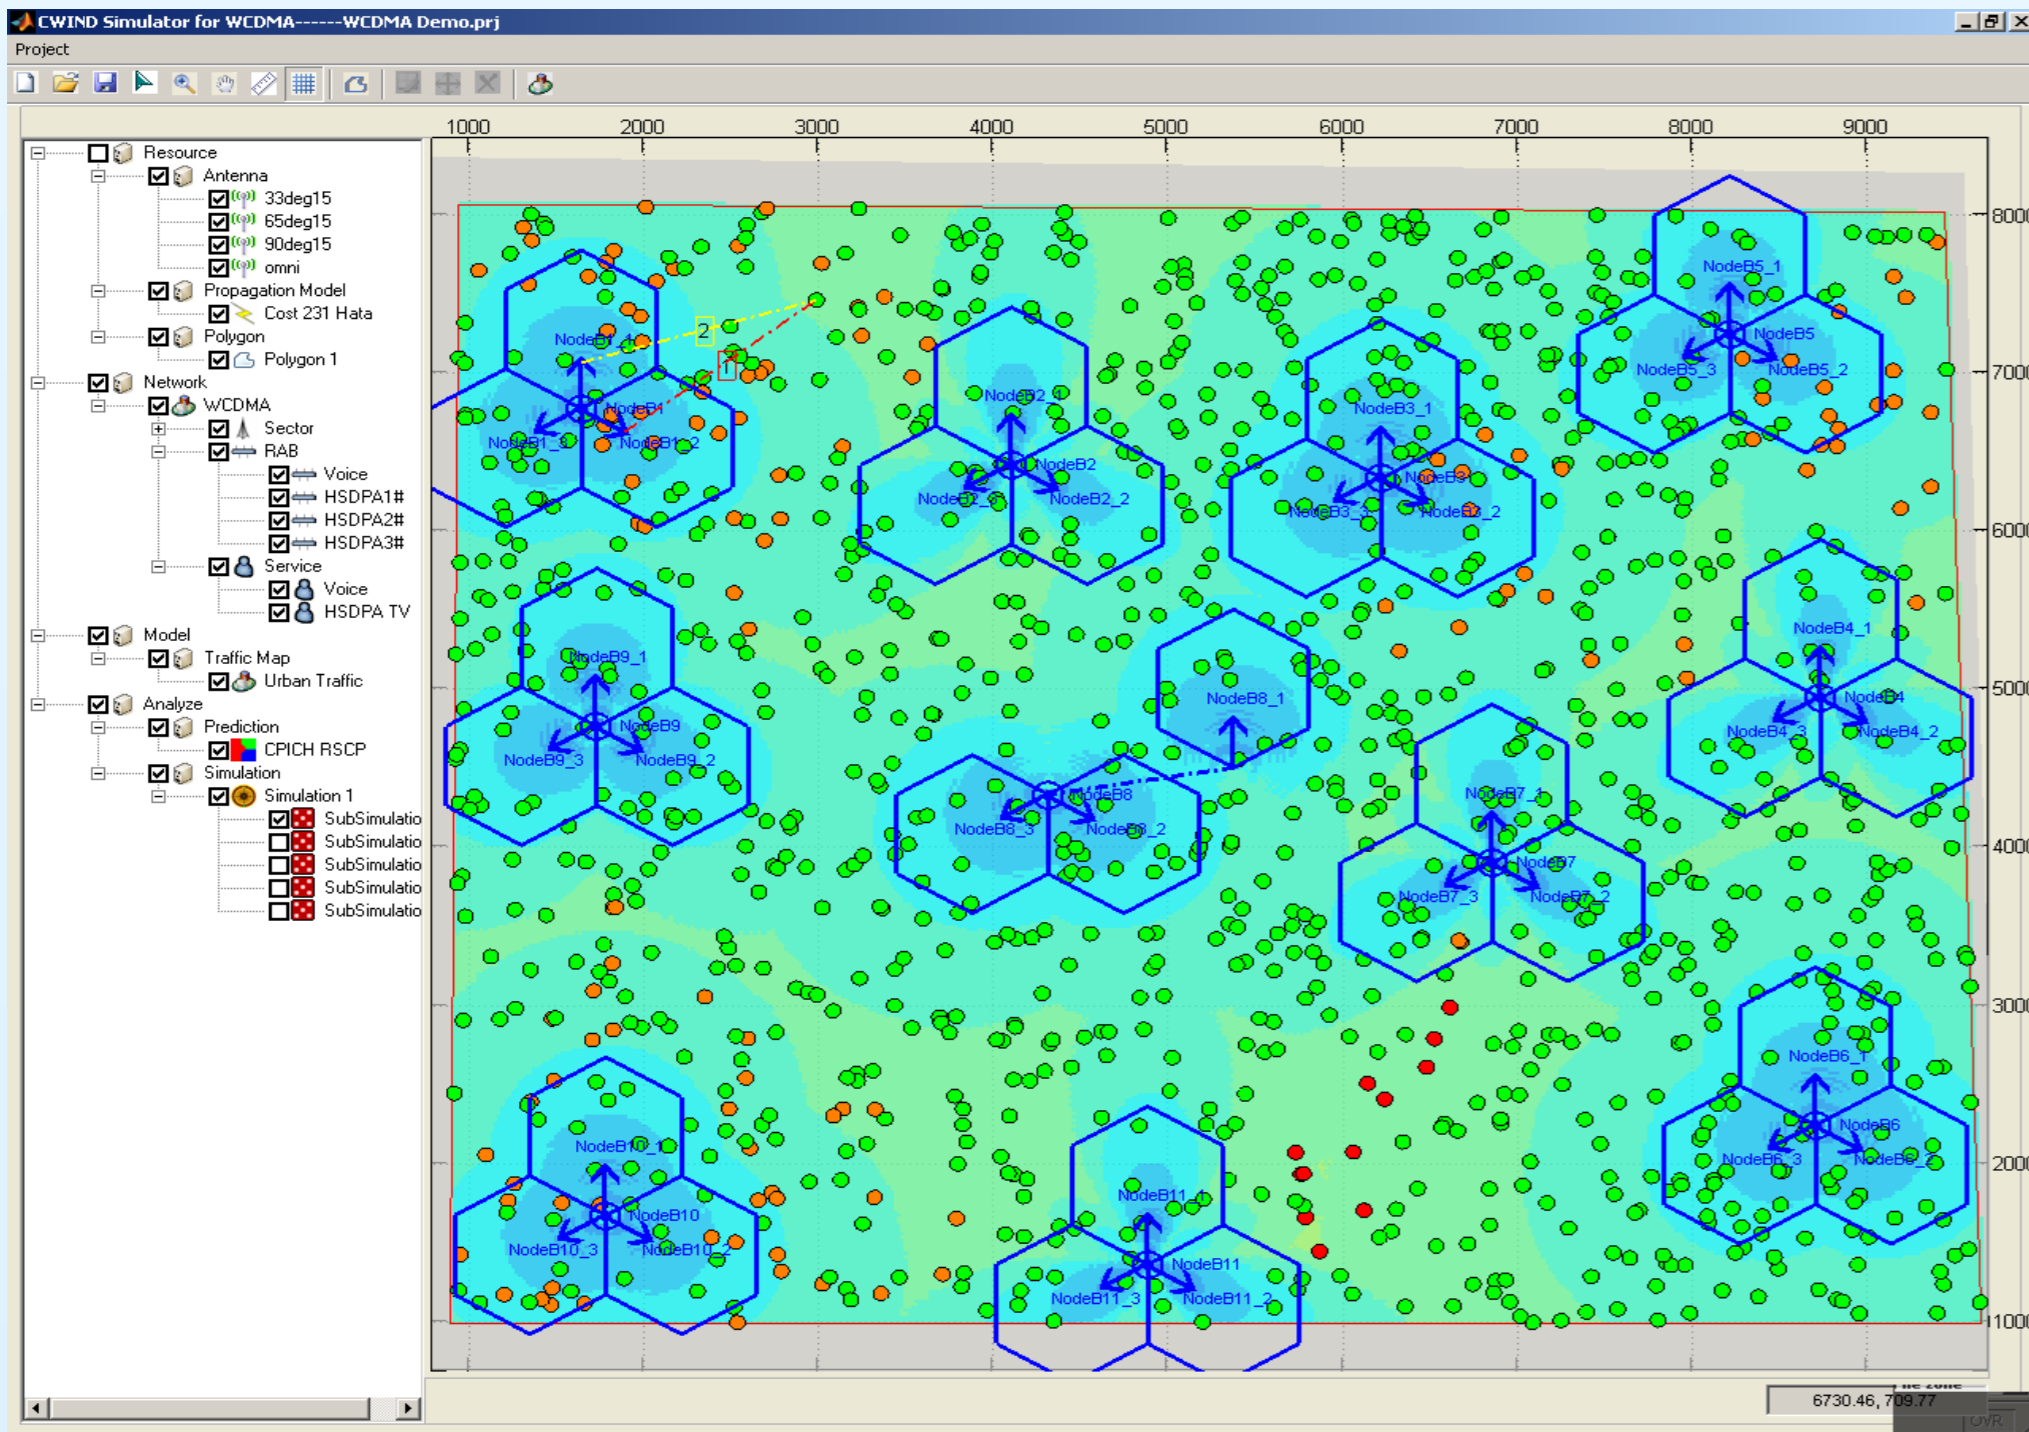 CWIND Simulator for WCDMA------WCDMA Demo.prj
Project
1000 2000 3000 4000 5000 6000 7000 8000 9000
Resource
Antenna
33deg15
65deg15
90deg15
omni
Propagation Model
Cost 231 Hata
Polygon
Polygon 1
Network
WCDMA
Sector
RAB
Voice
HSDPA1#
HSDPA2#
HSDPA3#
Service
Voice
HSDPA TV
Model
Traffic Map
Urban Traffic
Analyze
Prediction
CPICH RSCP
Simulation
Simulation 1
SubSimulatio
SubSimulatio
SubSimulatio
SubSimulatio
SubSimulatio
8000
7000
6000
5000
4000
3000
2000
1000
NodeB1_1
NodeB1
NodeB1_3
NodeB1_2
2
1
NodeB2_1
NodeB2
NodeB2_3
NodeB2_2
NodeB3_1
NodeB3
NodeB3_3
NodeB3_2
NodeB5_1
NodeB5
NodeB5_3
NodeB5_2
NodeB4_1
NodeB4
NodeB4_3
NodeB4_2
NodeB9_1
NodeB9
NodeB9_3
NodeB9_2
NodeB8_1
NodeB8
NodeB8_3
NodeB8_2
NodeB7_1
NodeB7
NodeB7_3
NodeB7_2
NodeB6_1
NodeB6
NodeB6_3
NodeB6_2
NodeB10_1
NodeB10
NodeB10_3
NodeB10_2
NodeB11_1
NodeB11
NodeB11_3
NodeB11_2
6730.46, 709.77
OVR